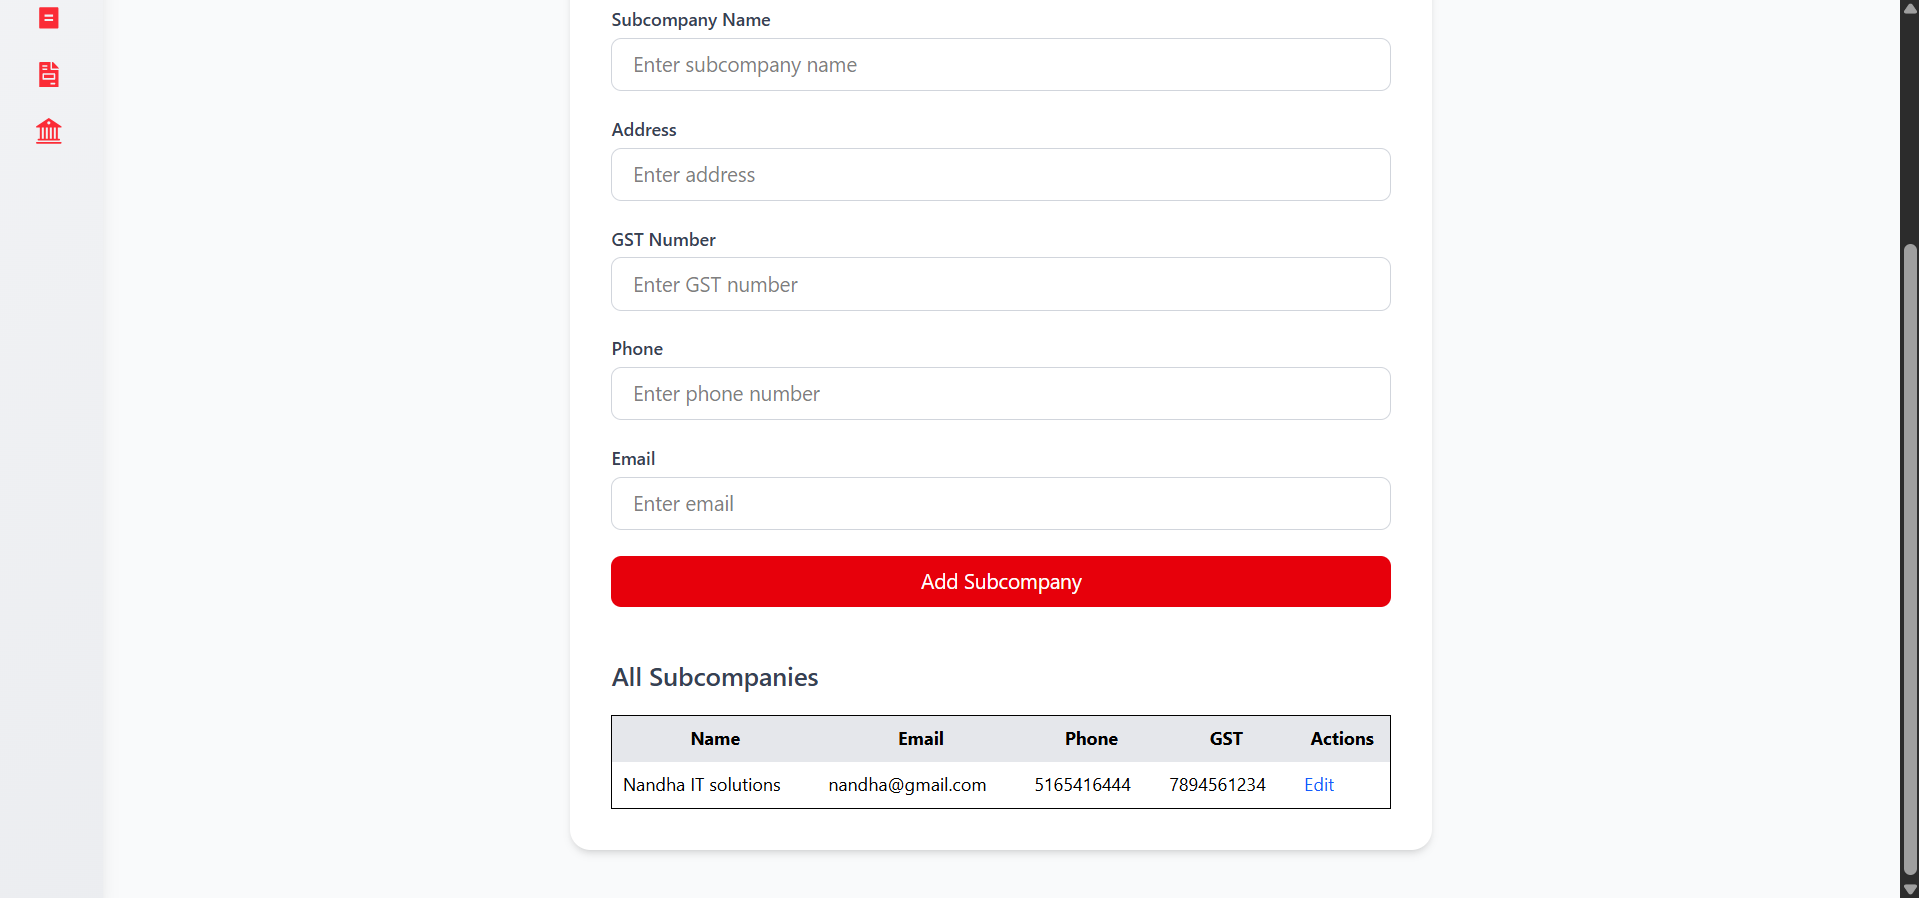 Subcompany Name
Enter subcompany name
Address
Enter address
GST Number
Enter GST number
Phone
Enter phone number
Email
Enter email
Add Subcompany
All Subcompanies
Name Email Phone GST Actions
Nandha IT solutions nandha@gmail.com 5165416444 7894561234 Edit